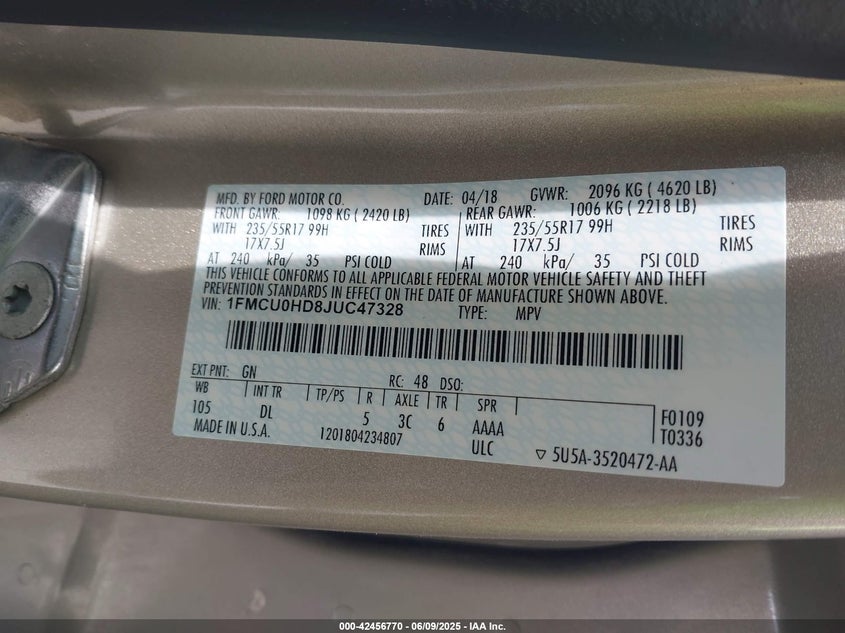 MFD. BY FORD MOTOR CO. DATE: 04/18 GVWR: 2096 KG ( 4620 LB)
FRONT GAWR: 1098 KG ( 2420 LB) REAR GAWR: 1006 KG ( 2218 LB)
WITH 235/55R17 99H TIRES WITH 235/55R17 99H TIRES
17X7.5J RIMS 17X7.5J RIMS
AT 240 kPa/ 35 PSI COLD AT 240 kPa/ 35 PSI COLD
THIS VEHICLE CONFORMS TO ALL APPLICABLE FEDERAL MOTOR VEHICLE SAFETY AND THEFT
PREVENTION STANDARDS IN EFFECT ON THE DATE OF MANUFACTURE SHOWN ABOVE.
VIN: 1FMCU0HD8JUC47328 TYPE: MPV
EXT PNT: GN RC: 48 DSO:
WB INT TR TP/PS R AXLE TR SPR
105 DL 5 3C 6 AAAA F0109
MADE IN U.S.A. 1201804234807 ULC T0336
5U5A-3520472-AA
000-42456770 - 06/09/2025 - IAA Inc.